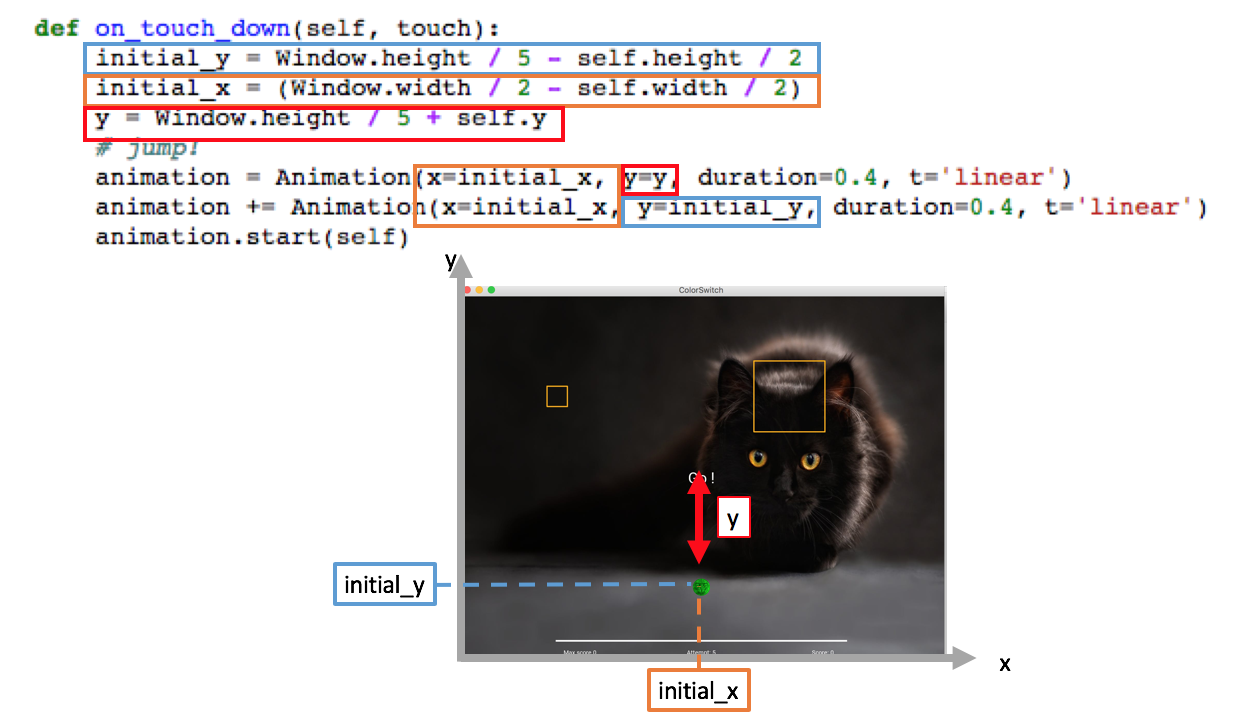 def on_touch_down(self, touch):
initial_y = Window.height / 5 - self.height / 2
initial_x = (Window.width / 2 - self.width / 2)
y = Window.height / 5 + self.y
# jump!
animation = Animation(x=initial_x, y=y, duration=0.4, t='linear')
animation += Animation(x=initial_x, y=initial_y, duration=0.4, t='linear')
animation.start(self)
y
ColorSwitch
Go !
y
initial_y
Max score 0 Attempt: 5 Score: 0
x
initial_x